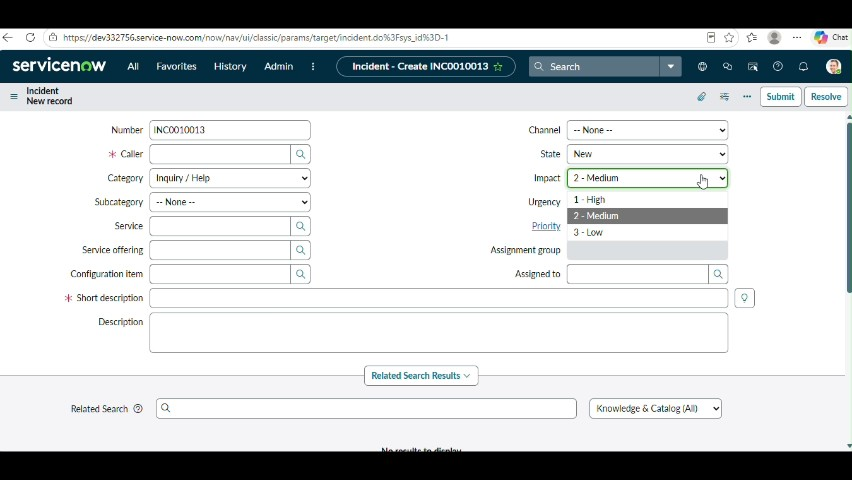 https://dev332756.service-now.com/now/nav/ui/classic/params/target/incident.do%3Fsys_id%3D-1
Chat
servicenow All Favorites History Admin Incident - Create INC0010013 Search
Incident
New record
Submit Resolve
Number INC0010013 Channel -- None --
* Caller State New
Category Inquiry / Help Impact 2 - Medium
Subcategory -- None -- Urgency 1 - High
Service Priority 2 - Medium
3 - Low
Service offering Assignment group
Configuration item Assigned to
* Short description
Description
Related Search Results
Related Search Knowledge & Catalog (All)
No results to display